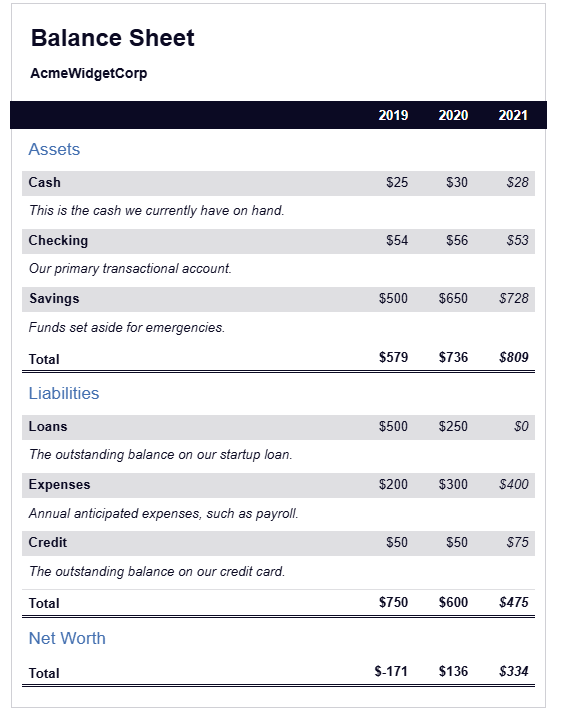 Balance Sheet
AcmeWidgetCorp
2019 2020 2021
Assets
Cash $25 $30 $28
This is the cash we currently have on hand.
Checking $54 $56 $53
Our primary transactional account.
Savings $500 $650 $728
Funds set aside for emergencies.
Total $579 $736 $809
Liabilities
Loans $500 $250 $0
The outstanding balance on our startup loan.
Expenses $200 $300 $400
Annual anticipated expenses, such as payroll.
Credit $50 $50 $75
The outstanding balance on our credit card.
Total $750 $600 $475
Net Worth
Total $-171 $136 $334